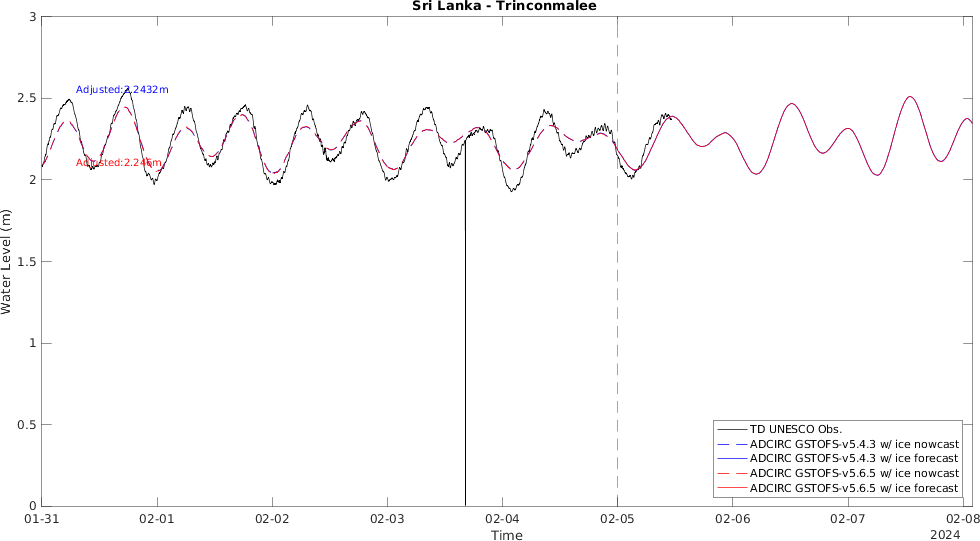 Sri Lanka - Trinconmalee
3
2.5
2
1.5
1
0.5
0
Water Level (m)
Adjusted:2.2432m
Adjusted:2.246m
TD UNESCO Obs.
ADCIRC GSTOFS-v5.4.3 w/ ice nowcast
ADCIRC GSTOFS-v5.4.3 w/ ice forecast
ADCIRC GSTOFS-v5.6.5 w/ ice nowcast
ADCIRC GSTOFS-v5.6.5 w/ ice forecast
01-31 02-01 02-02 02-03 02-04 02-05 02-06 02-07 02-08
Time
2024